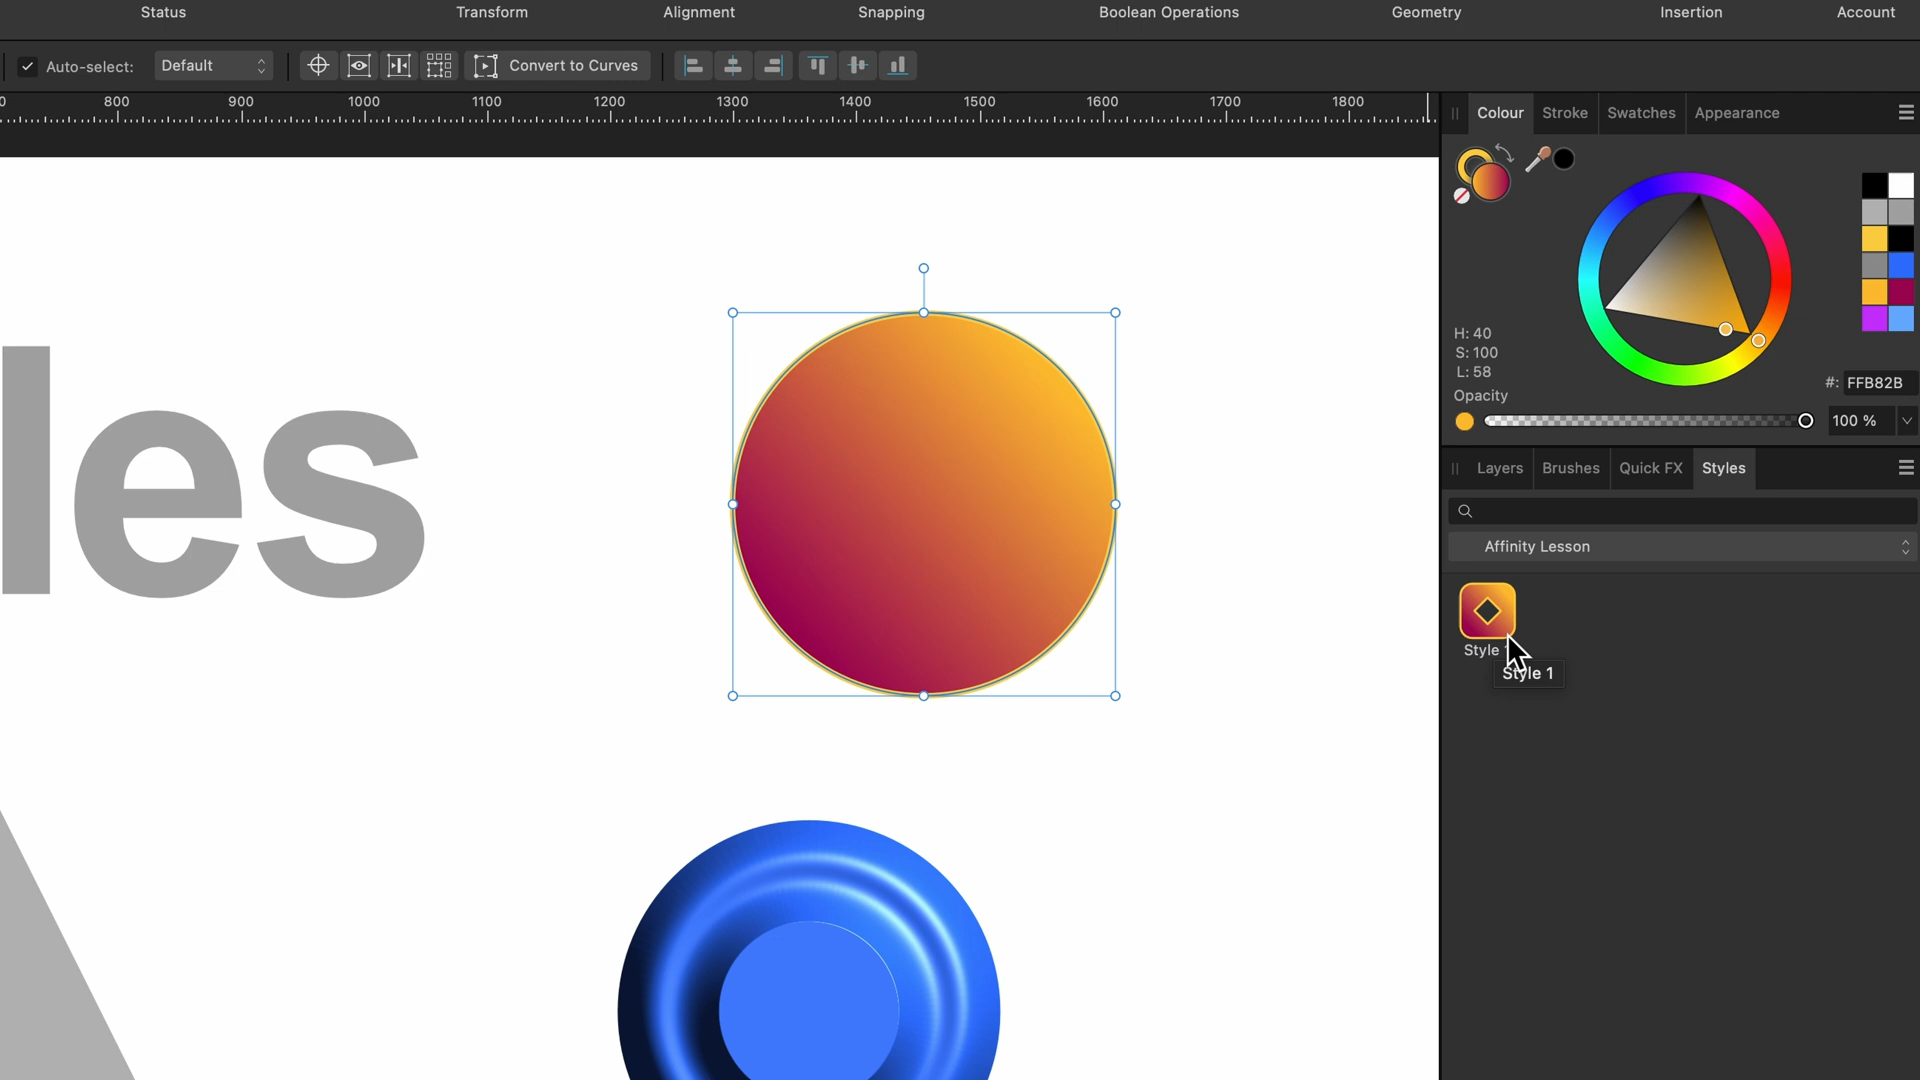 Status Transform Alignment Snapping Boolean Operations Geometry Insertion Account
Auto-select: Default Convert to Curves
800 900 1000 1100 1200 1300 1400 1500 1600 1700 1800
Colour Stroke Swatches Appearance
H: 40
S: 100
L: 58
#: FFB82B
Opacity
100 %
les
Layers Brushes Quick FX Styles
Affinity Lesson
Style
Style 1